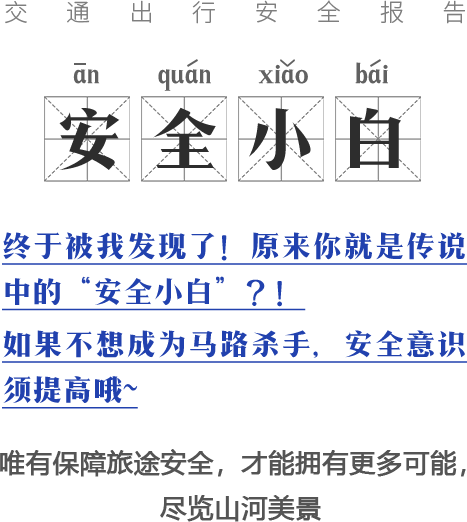 交通出行安全报告
ān quán xiǎo bái
安全小白
终于被我发现了！原来你就是传说
中的“安全小白”？！
如果不想成为马路杀手，安全意识
须提高哦~
唯有保障旅途安全，才能拥有更多可能，
尽览山河美景